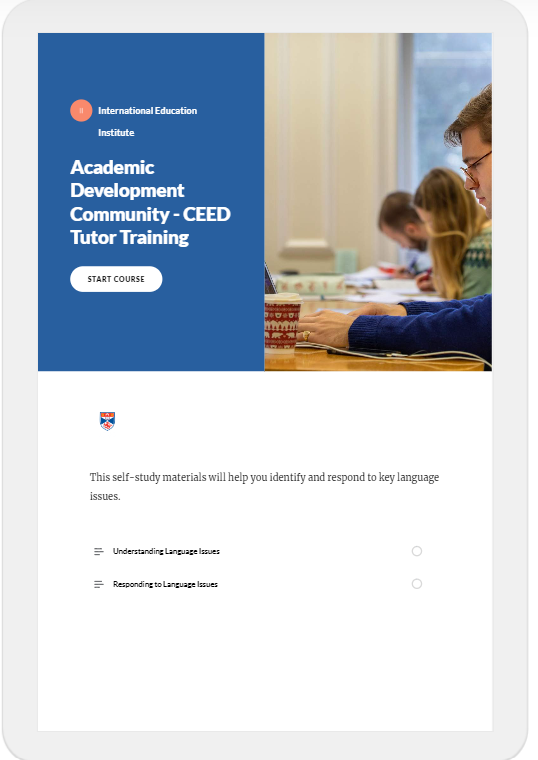 International Education
Institute
Academic
Development
Community - CEED
Tutor Training
START COURSE
This self-study materials will help you identify and respond to key language
issues.
Understanding Language Issues
Responding to Language Issues